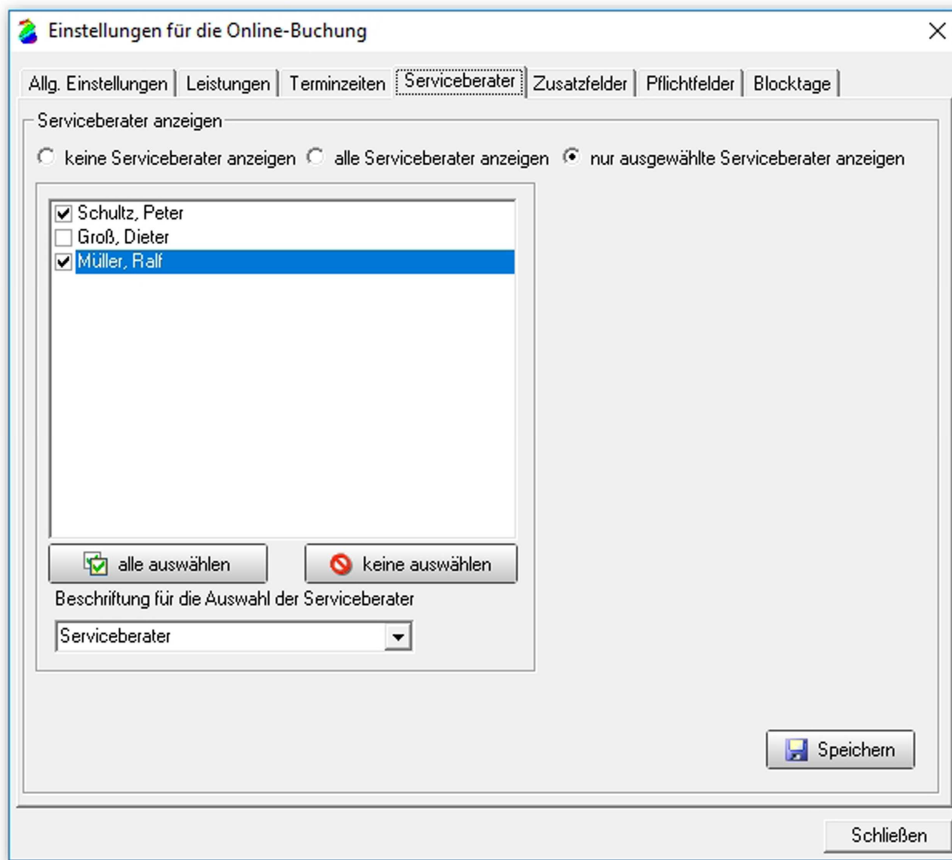 Einstellungen für die Online-Buchung
Allg. Einstellungen Leistungen Terminzeiten Serviceberater Zusatzfelder Pflichtfelder Blocktage
Serviceberater anzeigen
keine Serviceberater anzeigen alle Serviceberater anzeigen nur ausgewählte Serviceberater anzeigen
Schultz, Peter
Groß, Dieter
Müller, Ralf
alle auswählen keine auswählen
Beschriftung für die Auswahl der Serviceberater
Serviceberater
Speichern
Schließen